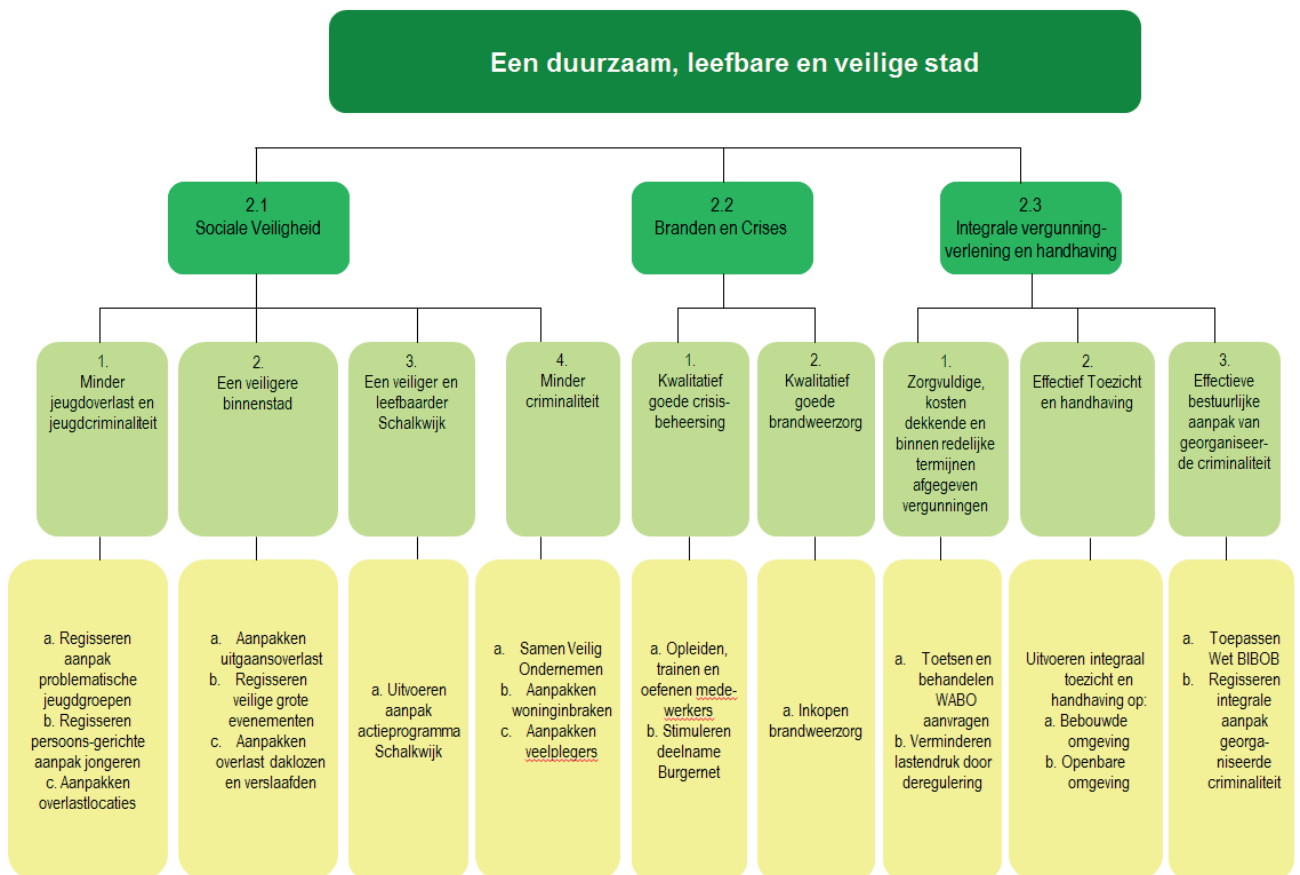 Een duurzaam, leefbare en veilige stad
2.1
Sociale Veiligheid
2.2
Branden en Crises
2.3
Integrale vergunning-
verlening en handhaving
1.
Minder
jeugdoverlast en
jeugdcriminaliteit
2.
Een veiligere
binnenstad
3.
Een veiliger en
leefbaarder
Schalkwijk
4.
Minder
criminaliteit
1.
Kwalitatief
goede crisis-
beheersing
2.
Kwalitatief
goede
brandweerzorg
1.
Zorgvuldige,
kosten
dekkende en
binnen redelijke
termijnen
afgegeven
vergunningen
2.
Effectief Toezicht
en handhaving
3.
Effectieve
bestuurlijke
aanpak van
georganiseer-
de criminaliteit
a. Regisseren
aanpak
problematische
jeugdgroepen
b. Regisseren
persoons-gerichte
aanpak jongeren
c. Aanpakken
overlastlocaties
a. Aanpakken
uitgaansoverlast
b. Regisseren
veilige grote
evenementen
c. Aanpakken
overlast daklozen
en verslaafden
a. Uitvoeren
aanpak
actieprogramma
Schalkwijk
a. Samen Veilig
Ondernemen
b. Aanpakken
woninginbraken
c. Aanpakken
veelplegers
a. Opleiden,
trainen en
oefenen mede-
werkers
b. Stimuleren
deelname
Burgernet
a. Inkopen
brandweerzorg
a. Toetsen en
behandelen
WABO
aanvragen
b. Verminderen
lastendruk door
deregulering
Uitvoeren integraal
toezicht en
handhaving op:
a. Bebouwde
omgeving
b. Openbare
omgeving
a. Toepassen
Wet BIBOB
b. Regisseren
integrale
aanpak
georga-
niseerde
criminaliteit